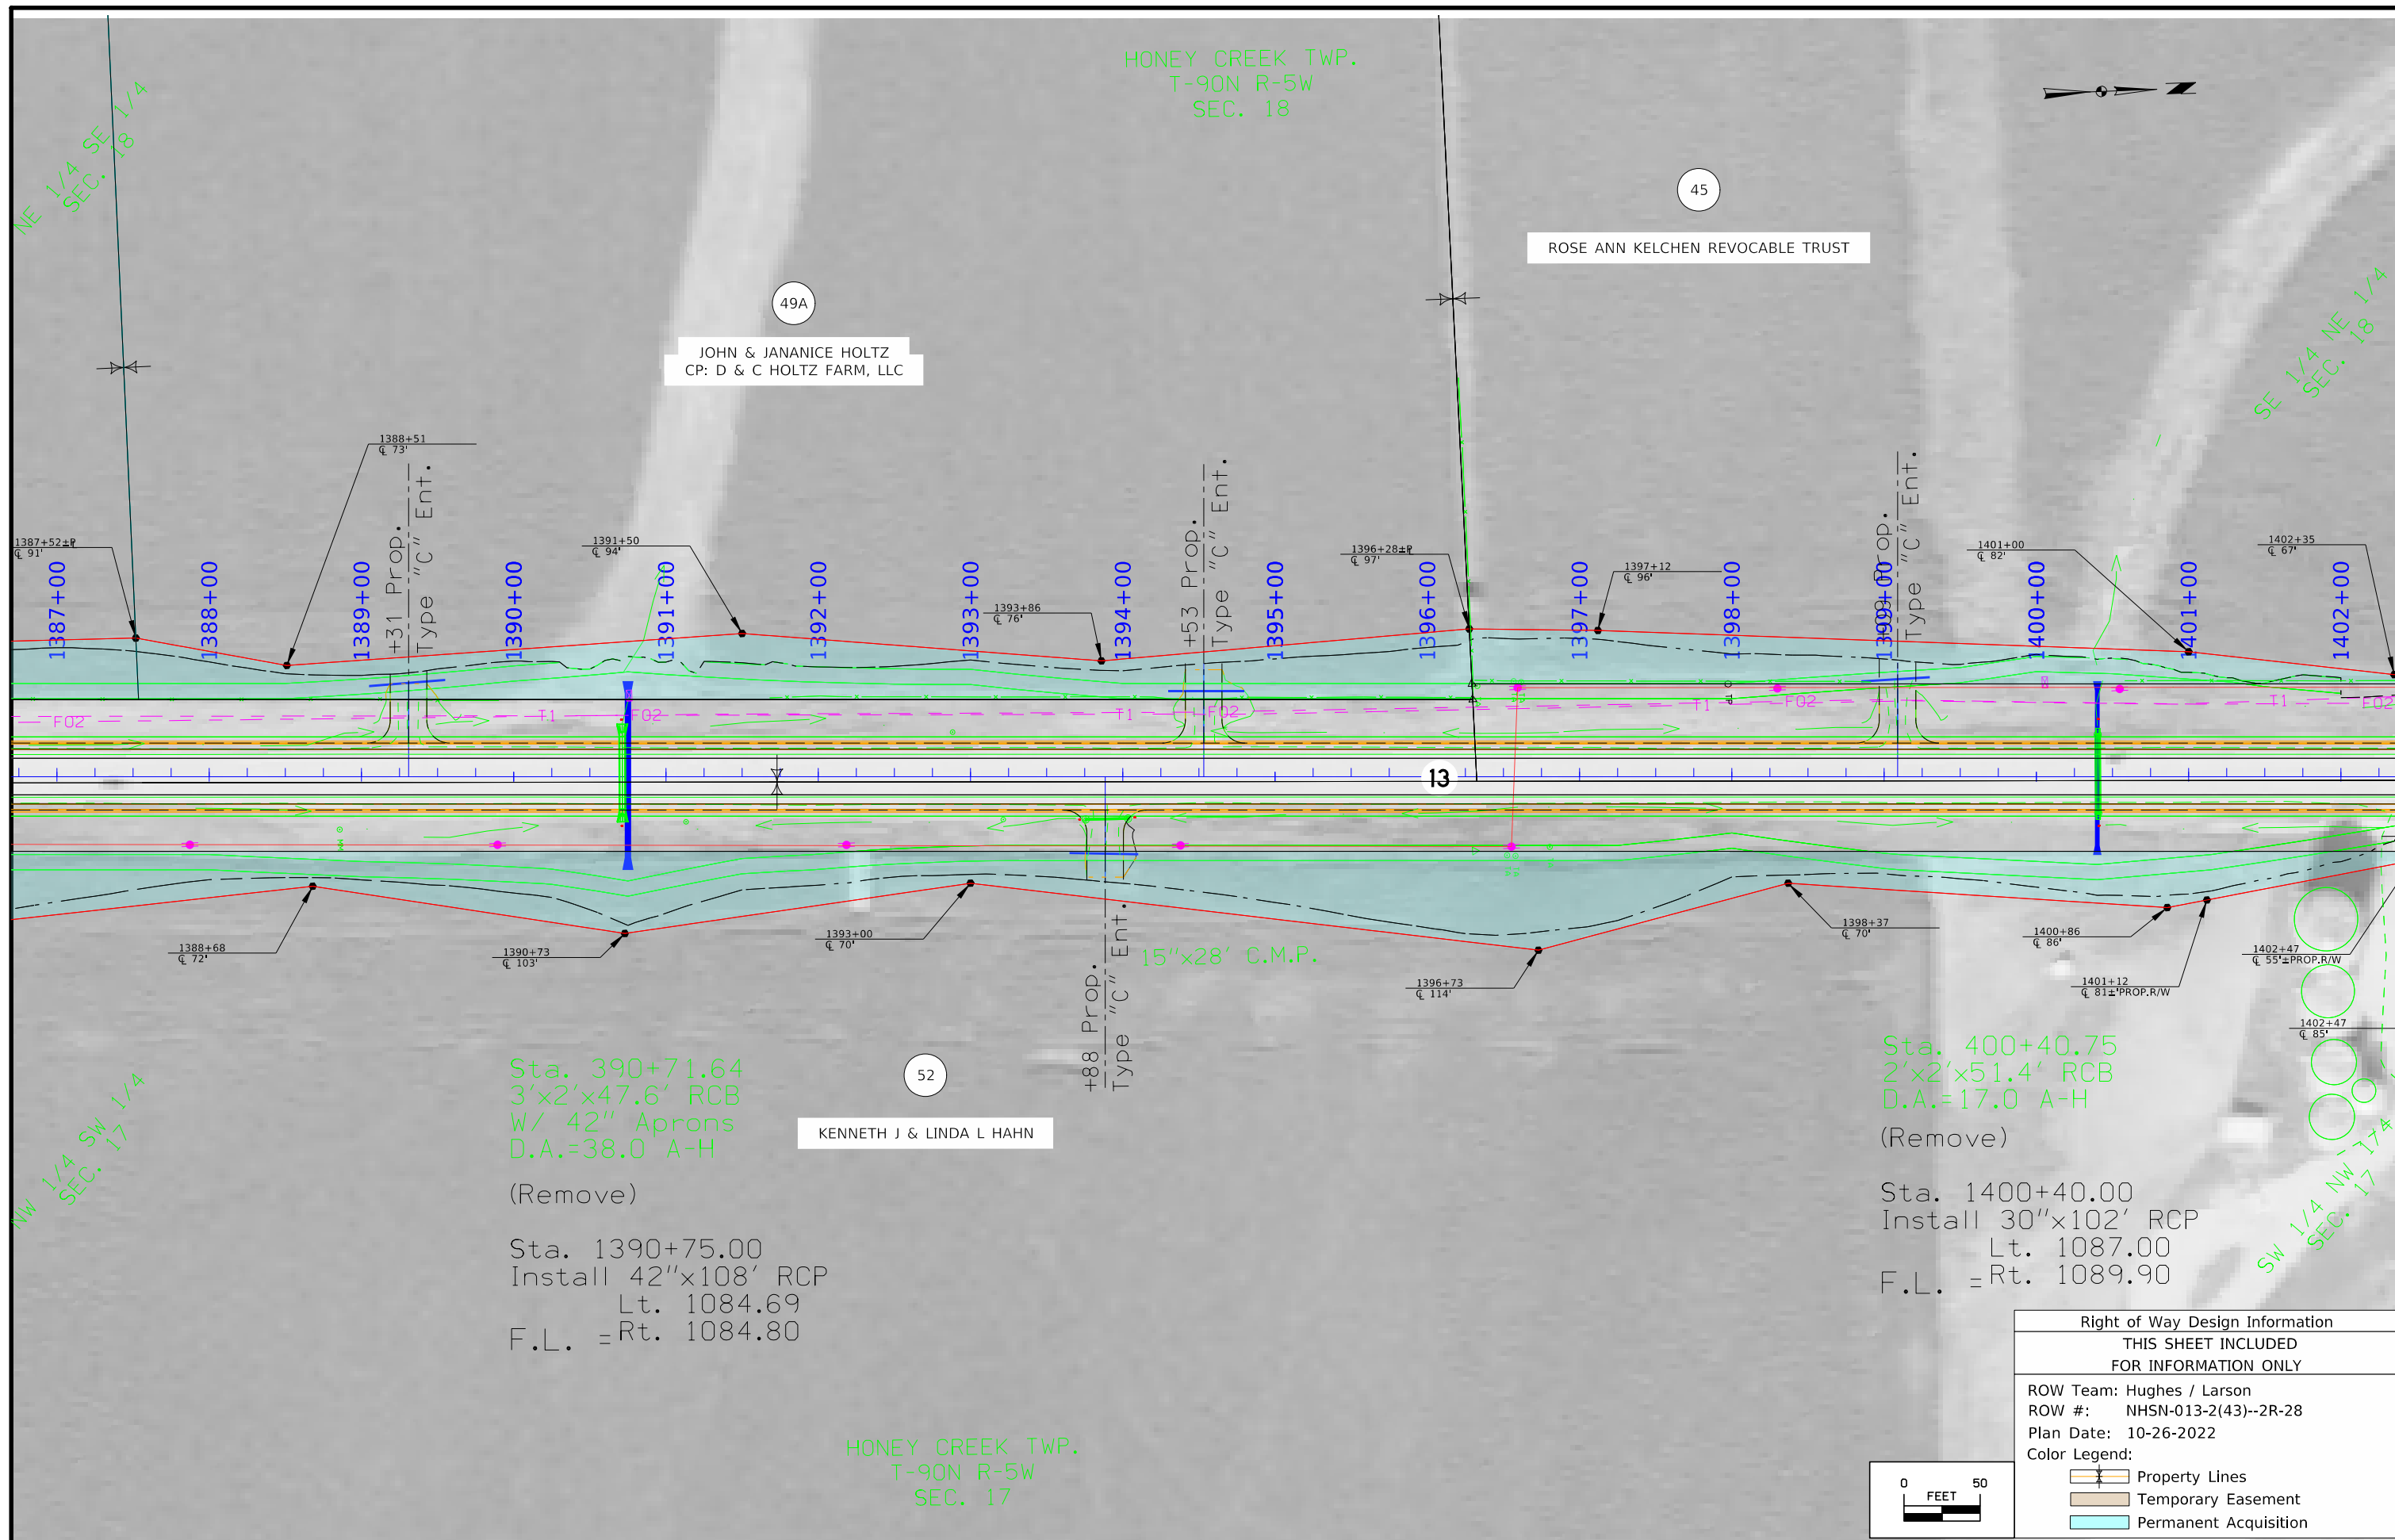 HONEY CREEK TWP.
T-90N R-5W
SEC. 18
NE 1/4 SE 1/4
SEC. 18
45
ROSE ANN KELCHEN REVOCABLE TRUST
49A
JOHN & JANANICE HOLTZ
CP: D & C HOLTZ FARM, LLC
SE 1/4 NE 1/4
SEC. 18
1388+51
℄ 73'
1387+52±PL
℄ 91'
1391+50
℄ 94'
1393+86
℄ 76'
1396+28±PL
℄ 97'
1397+12
℄ 96'
1401+00
℄ 82'
1402+35
℄ 67'
+31 Prop.
Type "C" Ent.
+53 Prop.
Type "C" Ent.
Prop.
Type "C" Ent.
1387+00
1388+00
1389+00
1390+00
1391+00
1392+00
1393+00
1394+00
1395+00
1396+00
1397+00
1398+00
1399+00
1400+00
1401+00
1402+00
FO2
T1
FO2
T1
FO2
T1
FO2
T1
FO2
13
1388+68
℄ 72'
1390+73
℄ 103'
1393+00
℄ 70'
+88 Prop.
Type "C" Ent.
15"x28' C.M.P.
1396+73
℄ 114'
1398+37
℄ 70'
1400+86
℄ 86'
1401+12
℄ 81±'PROP.R/W
1402+47
℄ 55'±PROP.R/W
1402+47
℄ 85'
NW 1/4 SW 1/4
SEC. 17
Sta. 390+71.64
3'x2'x47.6' RCB
W/ 42" Aprons
D.A.=38.0 A-H
(Remove)
Sta. 1390+75.00
Install 42"x108' RCP
Lt. 1084.69
F.L. = Rt. 1084.80
52
KENNETH J & LINDA L HAHN
Sta. 400+40.75
2'x2'x51.4' RCB
D.A.=17.0 A-H
(Remove)
Sta. 1400+40.00
Install 30"x102' RCP
Lt. 1087.00
F.L. = Rt. 1089.90
SW 1/4 NW 1/4
SEC. 17
HONEY CREEK TWP.
T-90N R-5W
SEC. 17
0 50
FEET
Right of Way Design Information
THIS SHEET INCLUDED
FOR INFORMATION ONLY
ROW Team: Hughes / Larson
ROW #: NHSN-013-2(43)--2R-28
Plan Date: 10-26-2022
Color Legend:
Property Lines
Temporary Easement
Permanent Acquisition